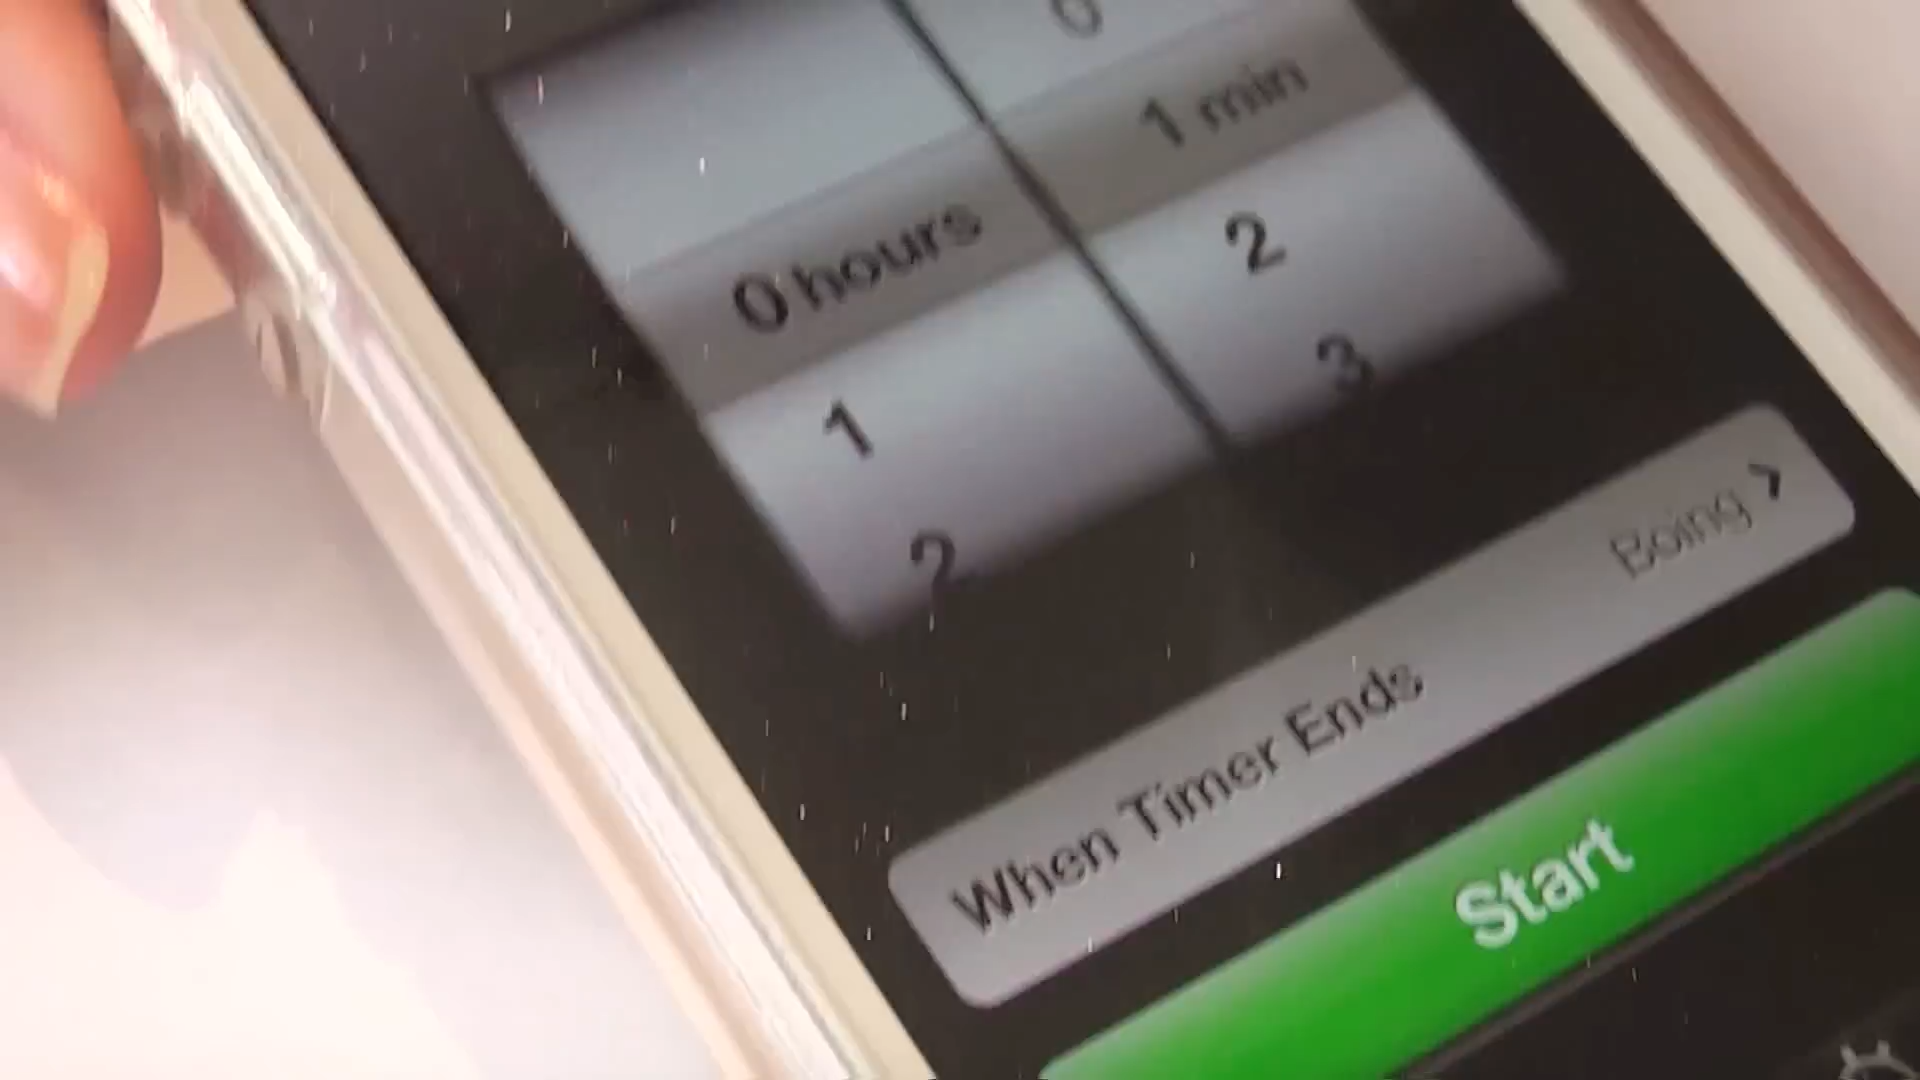 0
0 hours 1 min
1 2
2 3
When Timer Ends Boing >
Start